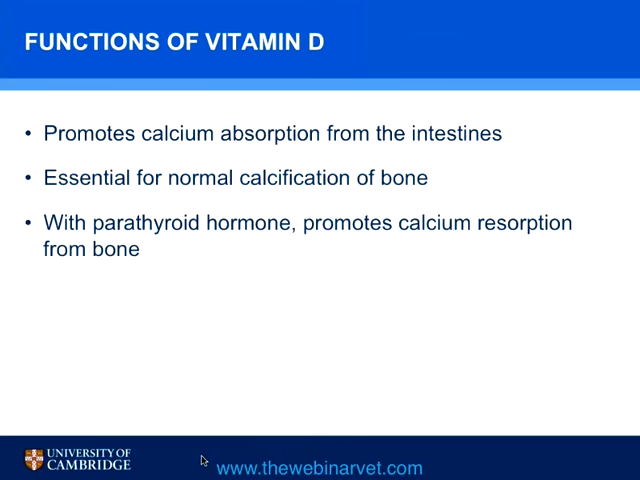 FUNCTIONS OF VITAMIN D
• Promotes calcium absorption from the intestines
• Essential for normal calcification of bone
• With parathyroid hormone, promotes calcium resorption
from bone
UNIVERSITY OF
CAMBRIDGE
www.thewebinarvet.com